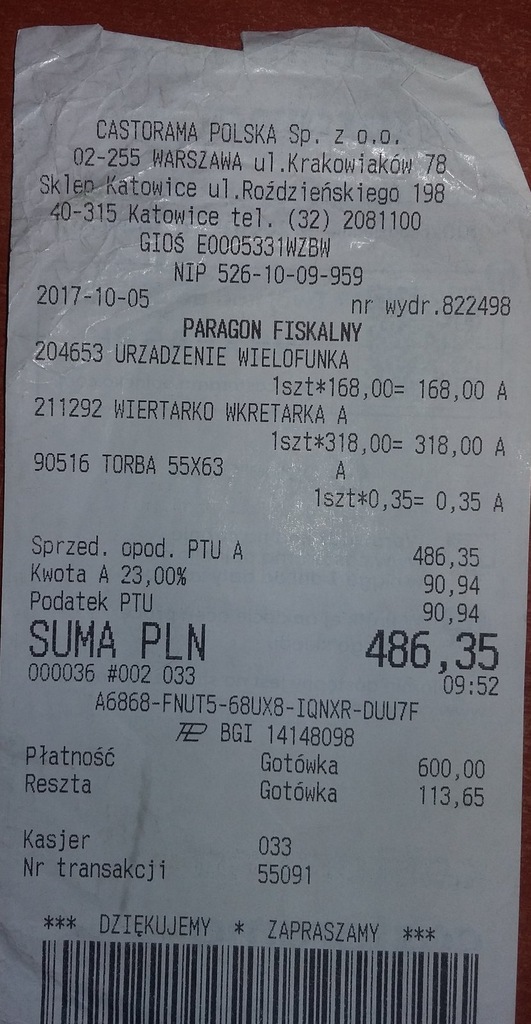 CASTORAMA POLSKA Sp. z o.o.
02-255 WARSZAWA ul.Krakowiaków 78
Sklep Katowice ul.Roździeńskiego 198
40-315 Katowice tel. (32) 2081100
GIOŚ E0005331WZBW
NIP 526-10-09-959
2017-10-05 nr wydr.822498
PARAGON FISKALNY
204653 URZADZENIE WIELOFUNKA
1szt*168,00= 168,00 A
211292 WIERTARKO WKRETARKA A
1szt*318,00= 318,00 A
90516 TORBA 55X63 A
1szt*0,35= 0,35 A
Sprzed. opod. PTU A 486,35
Kwota A 23,00% 90,94
Podatek PTU 90,94
SUMA PLN 486,35
000036 #002 033 09:52
A6868-FNUT5-68UX8-IQNXR-DUU7F
BGI 14148098
Płatność Gotówka 600,00
Reszta Gotówka 113,65
Kasjer 033
Nr transakcji 55091
*** DZIĘKUJEMY * ZAPRASZAMY ***